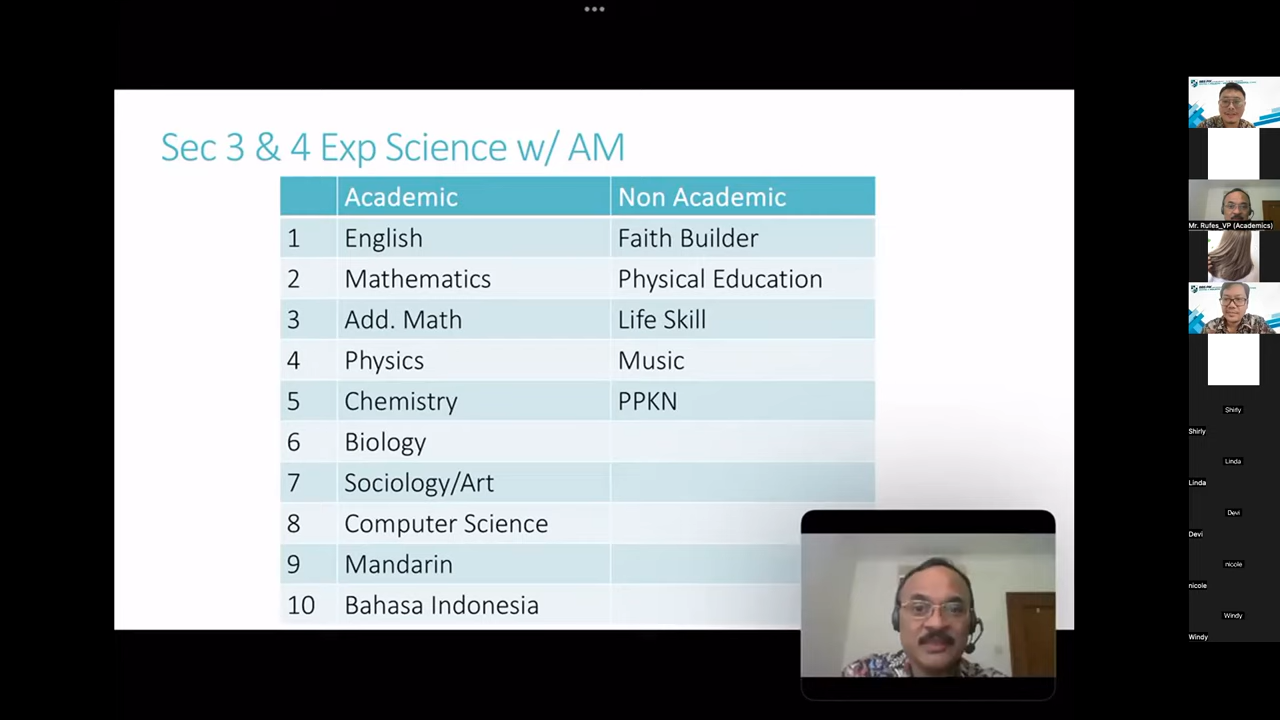 Sec 3 & 4 Exp Science w/ AM
Academic Non Academic
1 English Faith Builder
2 Mathematics Physical Education
3 Add. Math Life Skill
4 Physics Music
5 Chemistry PPKN
6 Biology
7 Sociology/Art
8 Computer Science
9 Mandarin
10 Bahasa Indonesia
Mr. Rufes_VP (Academics)
Shirly
Shirly
Linda
Linda
Devi
Devi
nicole
nicole
Windy
Windy